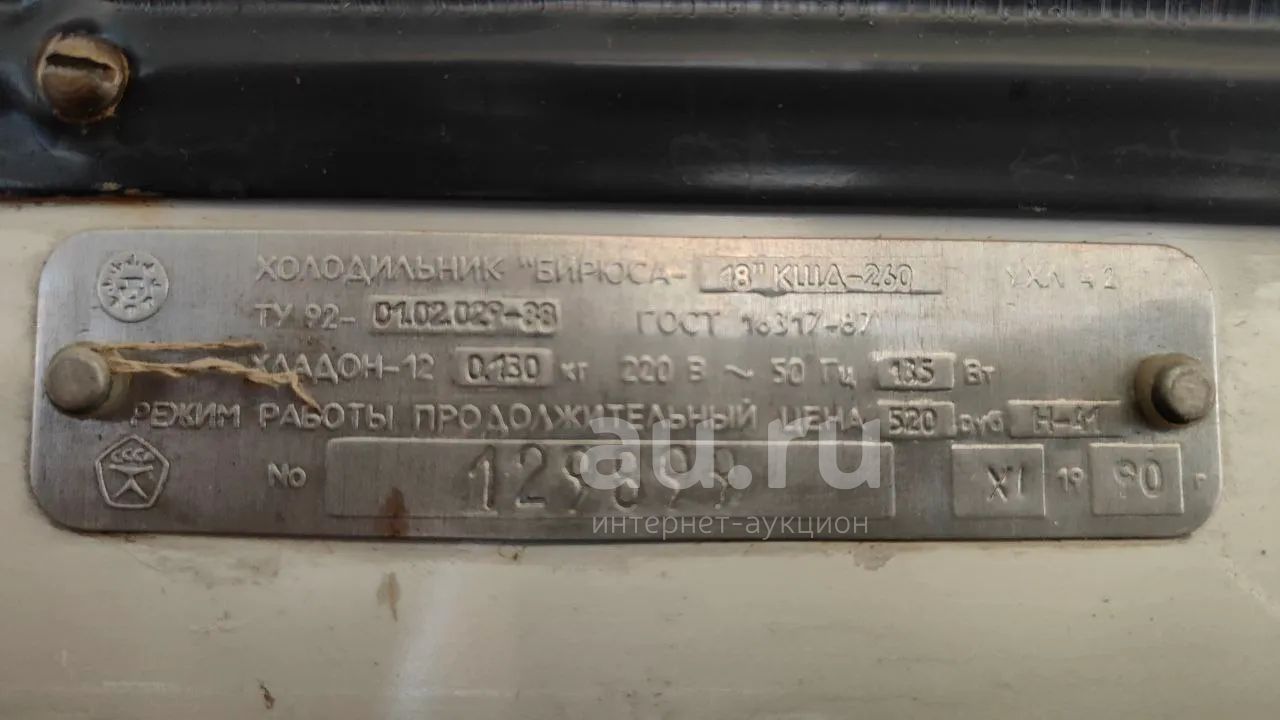 ХОЛОДИЛЬНИК "БИРЮСА- 18" КША-260 УХЛ 4 2
ТУ 92- 01.02.029-88 ГОСТ 16317-87
ХЛАДОН-12 0.130 кг 220 В ~ 50 Гц 185 Вт
РЕЖИМ РАБОТЫ ПРОДОЛЖИТЕЛЬНЫЙ ЦЕНА 520 руб
№ XI 19 90 г
au.ru
интернет-аукцион